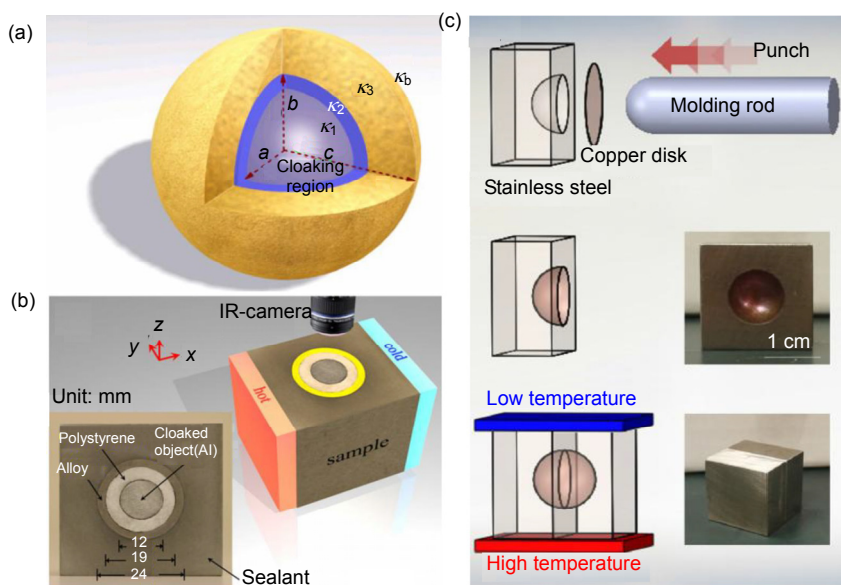 (a)
κb
κ3
κ2
b
κ1
a
c
Cloaking
region
(b)
IR-camera
z
y
x
cold
hot
sample
Unit: mm
Polystyrene
Cloaked
object(Al)
Alloy
12
19
24
Sealant
(c)
Punch
Molding rod
Copper disk
Stainless steel
1 cm
Low temperature
High temperature